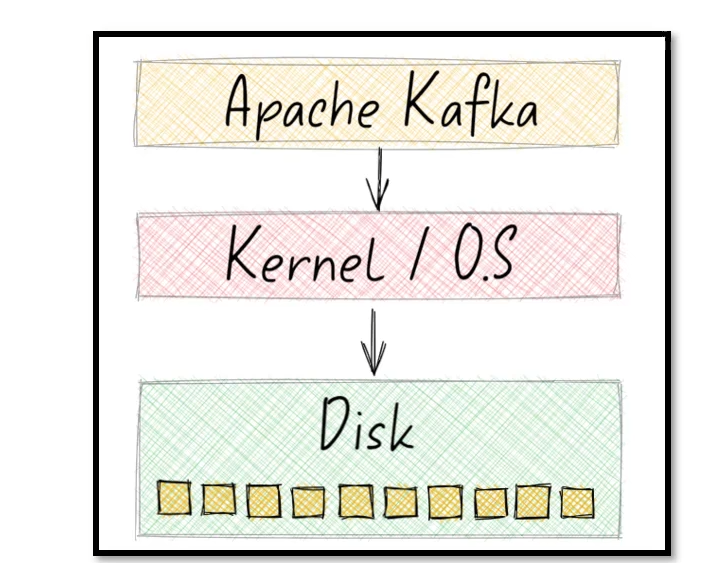 Apache Kafka
Kernel / O.S
Disk